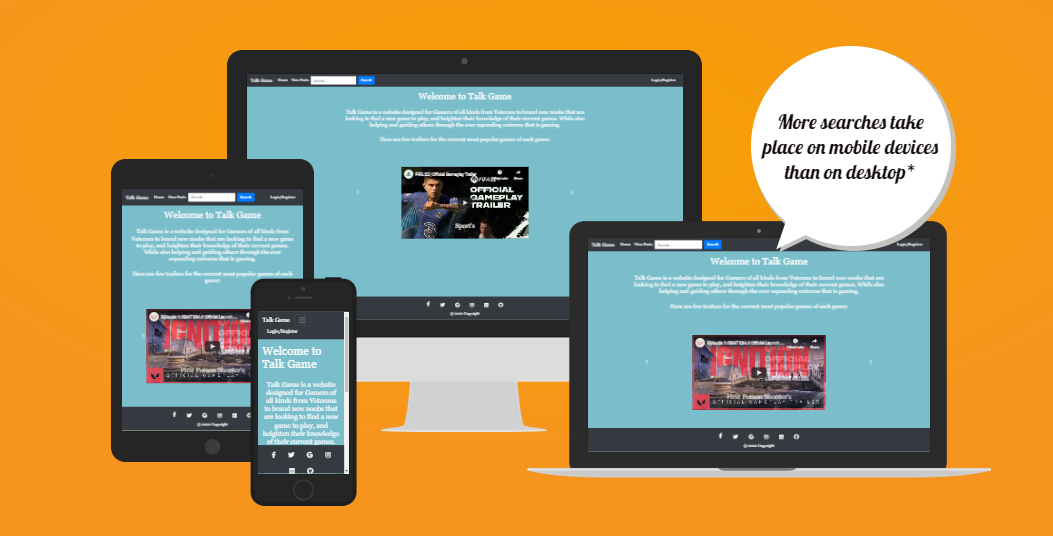 Talk Game Home View Posts Search... Search Login/Register
Welcome to Talk Game
Talk Game is a website designed for Gamers of all kinds from Veterans to brand new noobs that are
looking to find a new game to play, and heighten their knowledge of their current games. While also
helping and guiding others through the ever expanding universe that is gaming.
Here are few trailers for the current most popular games of each genre:
FIFA 22 | Official Gameplay Trailer
OFFICIAL
GAMEPLAY
TRAILER
Sport's
© 2020 Copyright
More searches take
place on mobile devices
than on desktop*
Talk Game Home View Posts Search... Search Login/Register
Welcome to Talk Game
Talk Game is a website designed for Gamers of all kinds from
Veterans to brand new noobs that are looking to find a new game
to play, and heighten their knowledge of their current games.
While also helping and guiding others through the ever
expanding universe that is gaming.
Here are few trailers for the current most popular games of each
genre:
IGNITION
First Person Shooter's
© 2020 Copyright
Talk Game
Login/Register
Welcome to
Talk Game
Talk Game is a website
designed for Gamers of
all kinds from Veterans
to brand new noobs that
are looking to find a new
game to play, and
heighten their knowledge
of their current games.
Talk Game Home View Posts Search... Search Login/Register
Welcome to Talk Game
Talk Game is a website designed for Gamers of all kinds from Veterans to brand new noobs that are
looking to find a new game to play, and heighten their knowledge of their current games. While also
helping and guiding others through the ever expanding universe that is gaming.
Here are few trailers for the current most popular games of each genre:
First Person Shooter's
OFFICIAL GAMEPLAY TRAILER
© 2020 Copyright